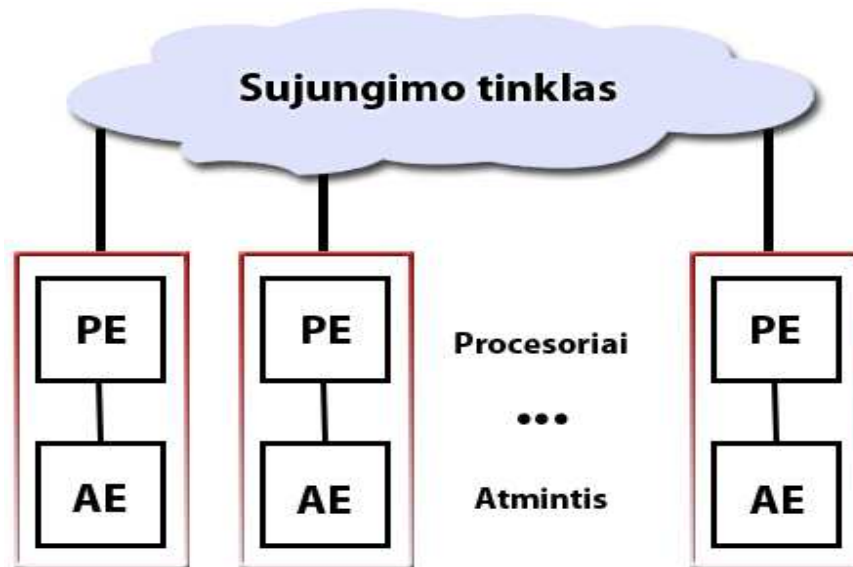 Sujungimo tinklas
PE
PE
Procesoriai
PE
...
AE
AE
Atmintis
AE